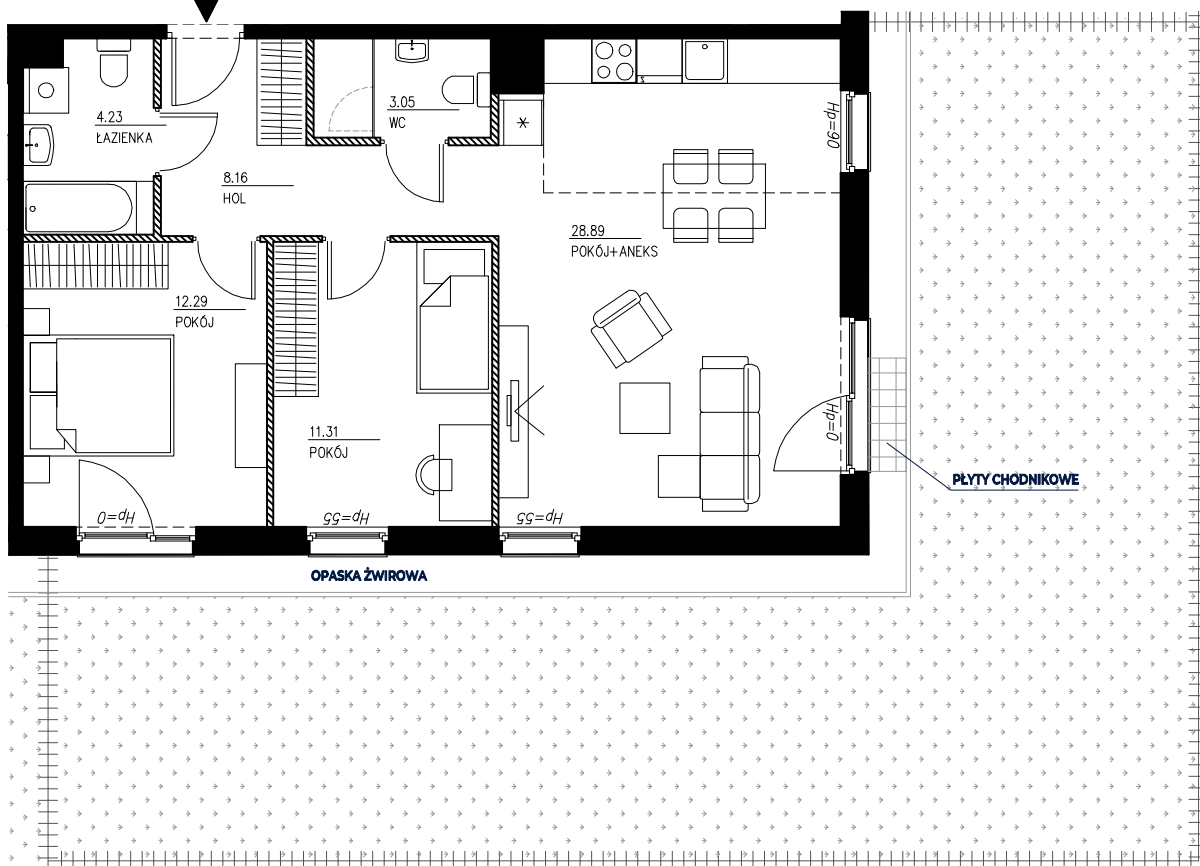 4.23
ŁAZIENKA
3.05
WC
Hp=90
8.16
HOL
28.89
POKÓJ+ANEKS
12.29
POKÓJ
11.31
POKÓJ
Hp=0
PŁYTY CHODNIKOWE
Hp=0
Hp=55
Hp=55
OPASKA ŻWIROWA